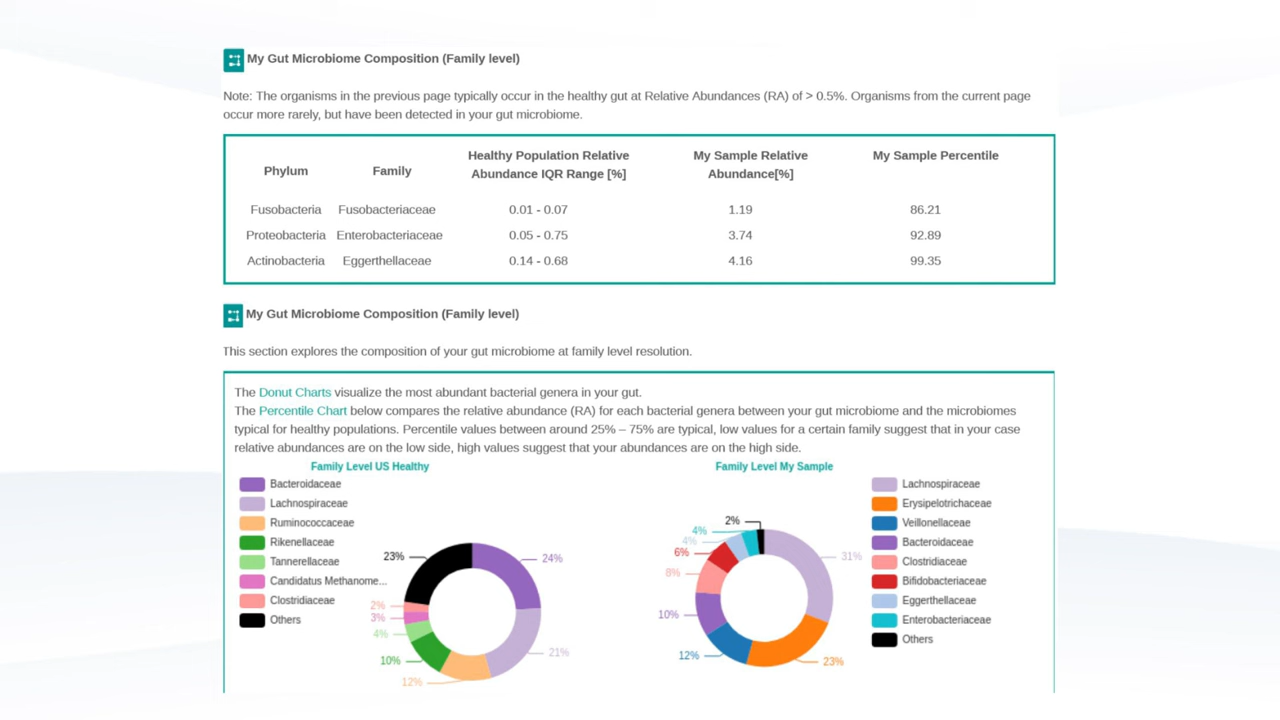 My Gut Microbiome Composition (Family level)
Note: The organisms in the previous page typically occur in the healthy gut at Relative Abundances (RA) of > 0.5%. Organisms from the current page
occur more rarely, but have been detected in your gut microbiome.
Phylum Family Healthy Population Relative My Sample Relative My Sample Percentile
Abundance IQR Range [%] Abundance[%]
Fusobacteria Fusobacteriaceae 0.01 - 0.07 1.19 86.21
Proteobacteria Enterobacteriaceae 0.05 - 0.75 3.74 92.89
Actinobacteria Eggerthellaceae 0.14 - 0.68 4.16 99.35
My Gut Microbiome Composition (Family level)
This section explores the composition of your gut microbiome at family level resolution.
The Donut Charts visualize the most abundant bacterial genera in your gut.
The Percentile Chart below compares the relative abundance (RA) for each bacterial genera between your gut microbiome and the microbiomes
typical for healthy populations. Percentile values between around 25% – 75% are typical, low values for a certain family suggest that in your case
relative abundances are on the low side, high values suggest that your abundances are on the high side.
Family Level US Healthy
Bacteroidaceae
Lachnospiraceae
Ruminococcaceae
Rikenellaceae
Tannerellaceae
Candidatus Methanome...
Clostridiaceae
Others
23%
24%
2%
3%
4%
10%
12%
21%
Family Level My Sample
2%
4%
4%
6%
8%
10%
12%
23%
31%
Lachnospiraceae
Erysipelotrichaceae
Veillonellaceae
Bacteroidaceae
Clostridiaceae
Bifidobacteriaceae
Eggerthellaceae
Enterobacteriaceae
Others